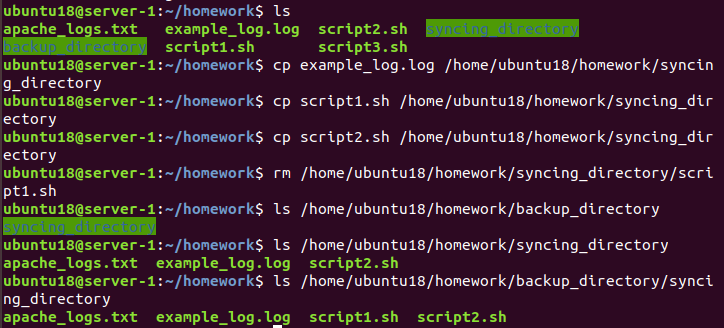 ubuntu18@server-1:~/homework$ ls
apache_logs.txt example_log.log script2.sh syncing_directory
backup_directory script1.sh script3.sh
ubuntu18@server-1:~/homework$ cp example_log.log /home/ubuntu18/homework/syncin
g_directory
ubuntu18@server-1:~/homework$ cp script1.sh /home/ubuntu18/homework/syncing_dir
ectory
ubuntu18@server-1:~/homework$ cp script2.sh /home/ubuntu18/homework/syncing_dir
ectory
ubuntu18@server-1:~/homework$ rm /home/ubuntu18/homework/syncing_directory/scri
pt1.sh
ubuntu18@server-1:~/homework$ ls /home/ubuntu18/homework/backup_directory
syncing_directory
ubuntu18@server-1:~/homework$ ls /home/ubuntu18/homework/syncing_directory
apache_logs.txt example_log.log script2.sh
ubuntu18@server-1:~/homework$ ls /home/ubuntu18/homework/backup_directory/synci
ng_directory
apache_logs.txt example_log.log script1.sh script2.sh